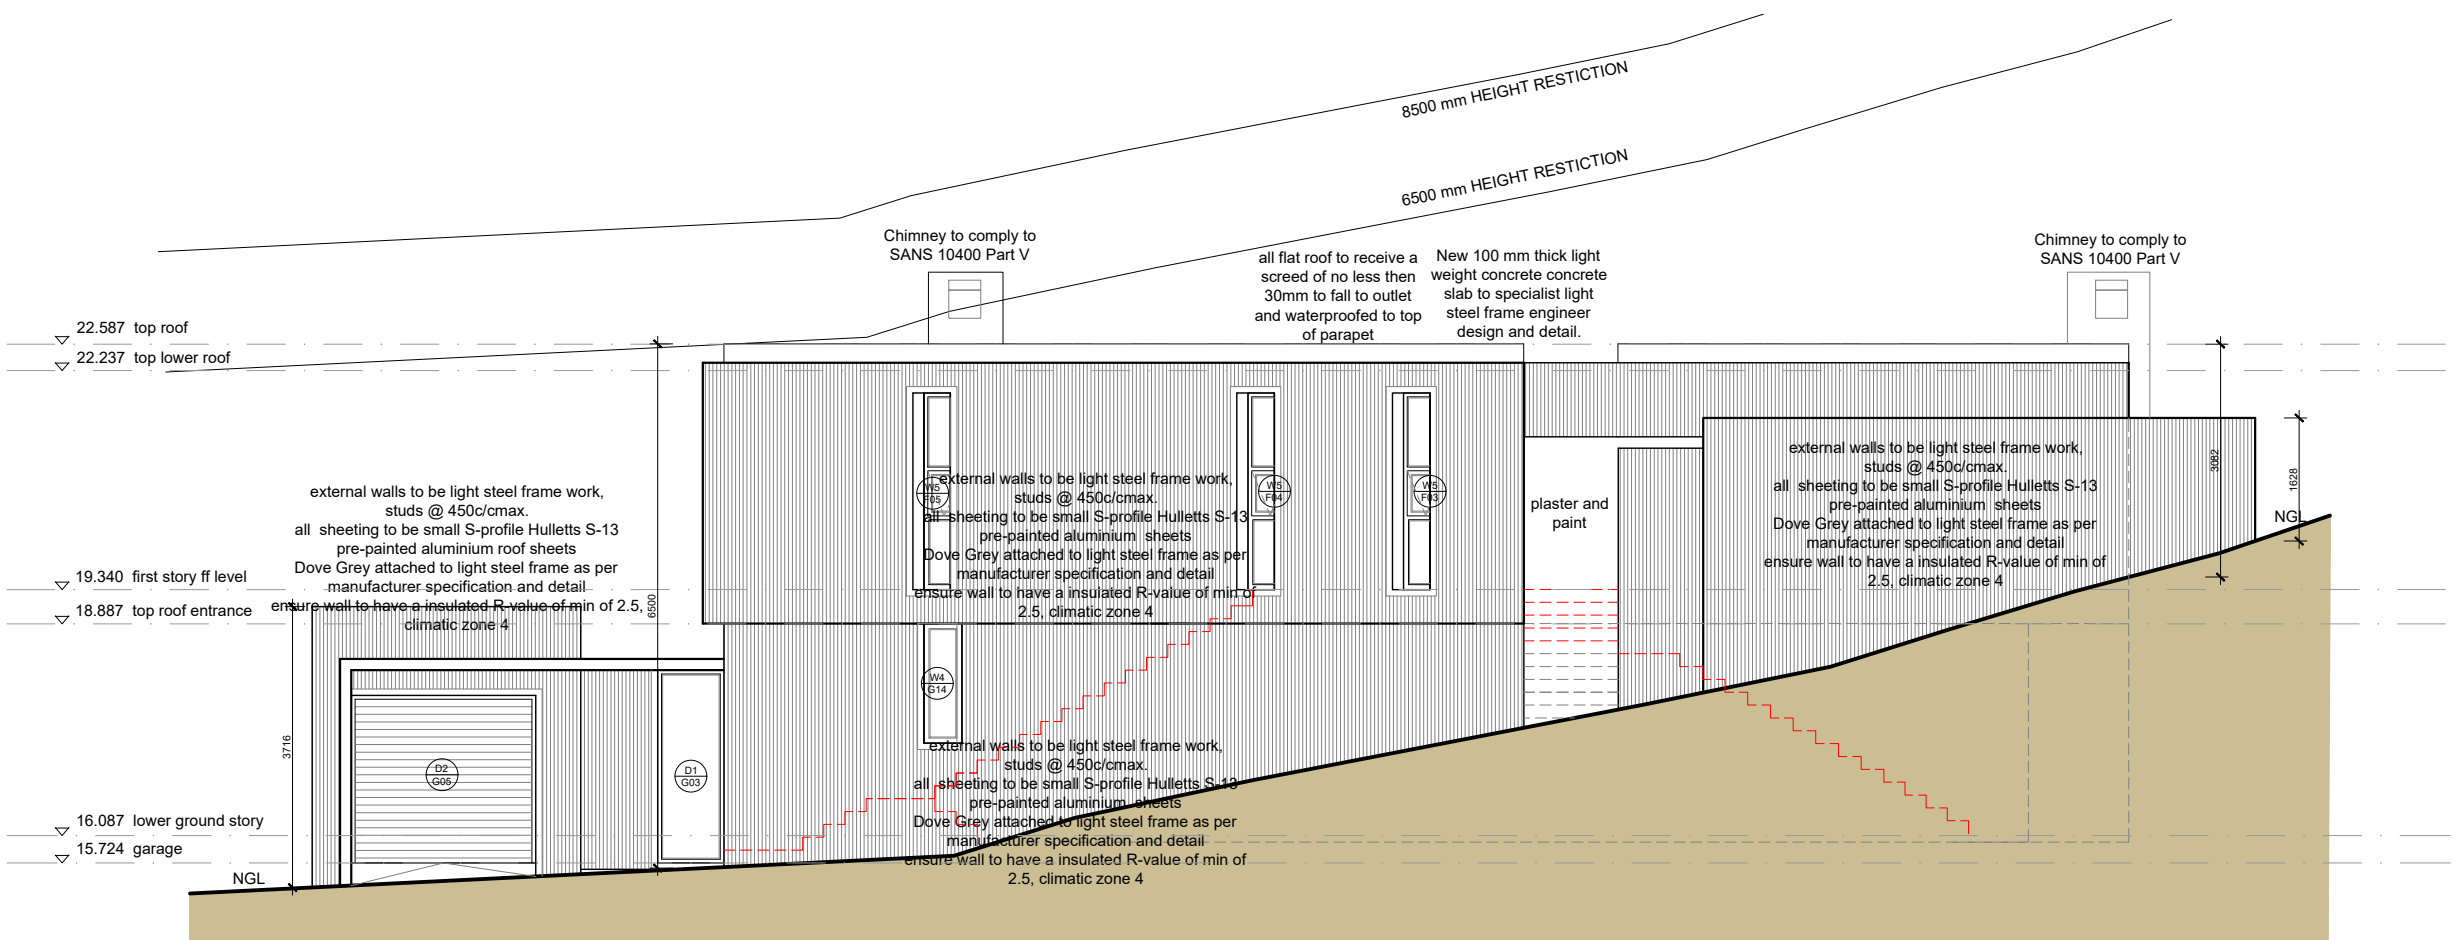 8500 mm HEIGHT RESTICTION
6500 mm HEIGHT RESTICTION
Chimney to comply to
SANS 10400 Part V
all flat roof to receive a
screed of no less then
30mm to fall to outlet
and waterproofed to top
of parapet
New 100 mm thick light
weight concrete concrete
slab to specialist light
steel frame engineer
design and detail.
Chimney to comply to
SANS 10400 Part V
22.587 top roof
22.237 top lower roof
19.340 first story ff level
18.887 top roof entrance
16.087 lower ground story
15.724 garage
NGL
external walls to be light steel frame work,
studs @ 450c/cmax.
all sheeting to be small S-profile Hulletts S-13
pre-painted aluminium roof sheets
Dove Grey attached to light steel frame as per
manufacturer specification and detail
ensure wall to have a insulated R-value of min of 2.5,
climatic zone 4
3716
6500
D2
G05
D1
G03
W5
F05
external walls to be light steel frame work,
studs @ 450c/cmax.
all sheeting to be small S-profile Hulletts S-13
pre-painted aluminium sheets
Dove Grey attached to light steel frame as per
manufacturer specification and detail
ensure wall to have a insulated R-value of min of
2.5, climatic zone 4
W5
F04
W5
F03
W4
G14
external walls to be light steel frame work,
studs @ 450c/cmax.
all sheeting to be small S-profile Hulletts S-13
pre-painted aluminium sheets
Dove Grey attached to light steel frame as per
manufacturer specification and detail
ensure wall to have a insulated R-value of min of
2.5, climatic zone 4
plaster and
paint
external walls to be light steel frame work,
studs @ 450c/cmax.
all sheeting to be small S-profile Hulletts S-13
pre-painted aluminium sheets
Dove Grey attached to light steel frame as per
manufacturer specification and detail
ensure wall to have a insulated R-value of min of
2.5, climatic zone 4
3082
1628
NGL